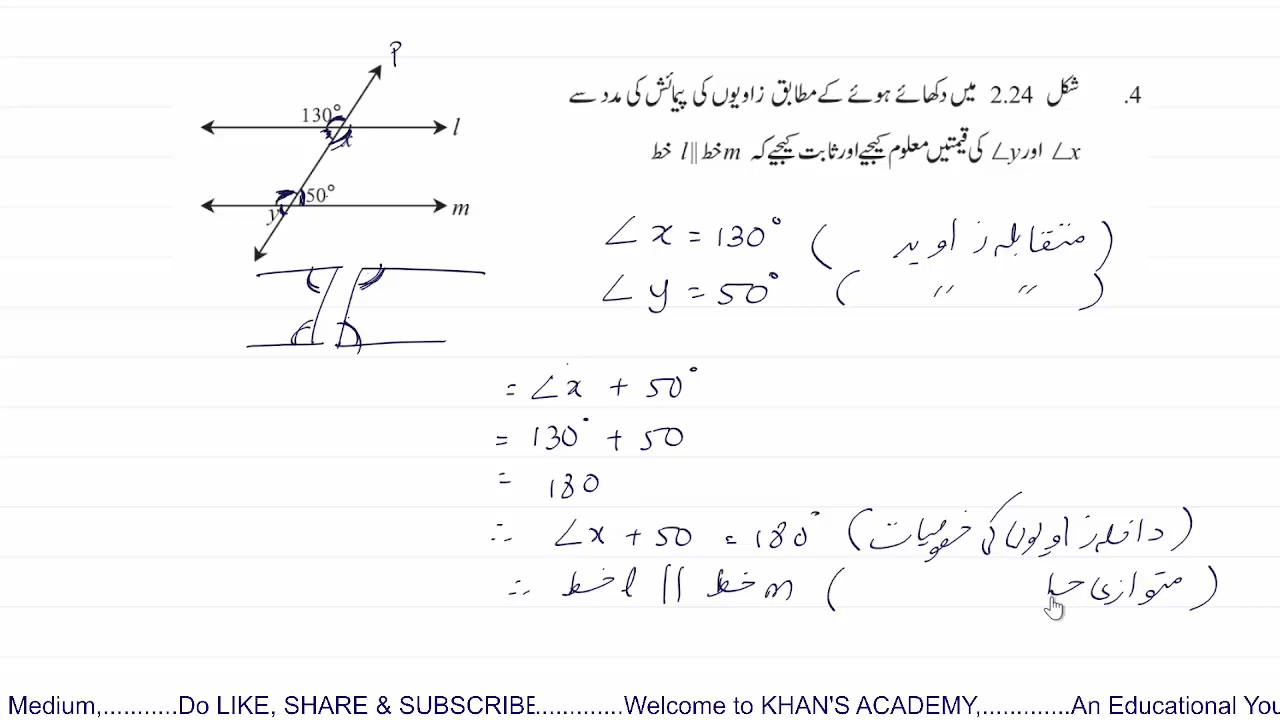 P
130°
x
l
50°
y
m
4. شکل 2.24 میں دکھائے ہوئے کے مطابق زاویوں کی پیمائش کی مدد سے
∠x اور ∠y کی قیمتیں معلوم کیجیے اور ثابت کیجیے کہ خط m || خط l
∠x = 130° (متقابلہ زاویہ)
∠y = 50° ( " " )
= ∠x + 50°
= 130° + 50
= 180
∴ ∠x + 50 = 180° (داخلہ زاویوں کی خصوصیات)
∴ خط l || خط m ( متوازی
Medium,...........Do LIKE, SHARE & SUBSCRIBE.............Welcome to KHAN'S ACADEMY,.............An Educational You